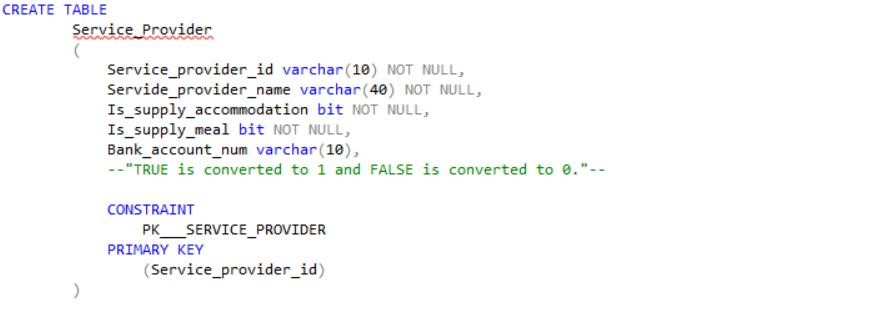 CREATE TABLE
Service_Provider
(
Service_provider_id varchar(10) NOT NULL,
Servide_provider_name varchar(40) NOT NULL,
Is_supply_accommodation bit NOT NULL,
Is_supply_meal bit NOT NULL,
Bank_account_num varchar(10),
--"TRUE is converted to 1 and FALSE is converted to 0."--
CONSTRAINT
PK___SERVICE_PROVIDER
PRIMARY KEY
(Service_provider_id)
)